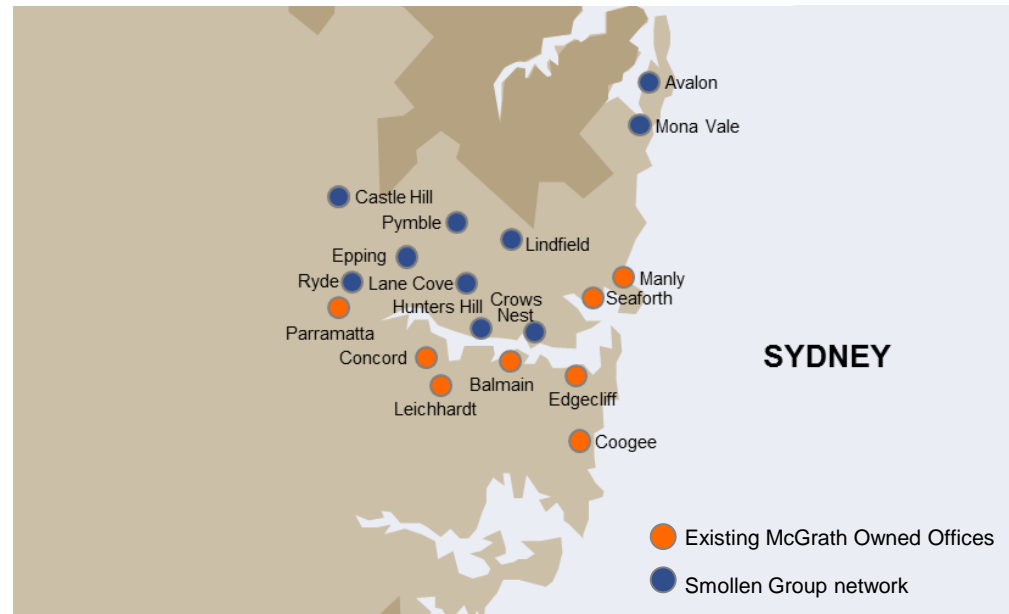 Avalon
Mona Vale
Castle Hill
Pymble
Lindfield
Epping
Ryde
Lane Cove
Manly
Seaforth
Hunters Hill
Crows
Nest
Parramatta
Concord
SYDNEY
Balmain
Edgecliff
Leichhardt
Coogee
Existing McGrath Owned Offices
Smollen Group network